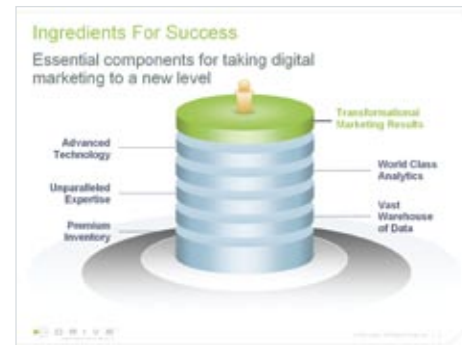 Ingredients For Success
Essential components for taking digital
marketing to a new level
Transformational
Marketing Results
Advanced
Technology
World Class
Analytics
Unparalleled
Expertise
Vast
Warehouse
of Data
Premium
Inventory